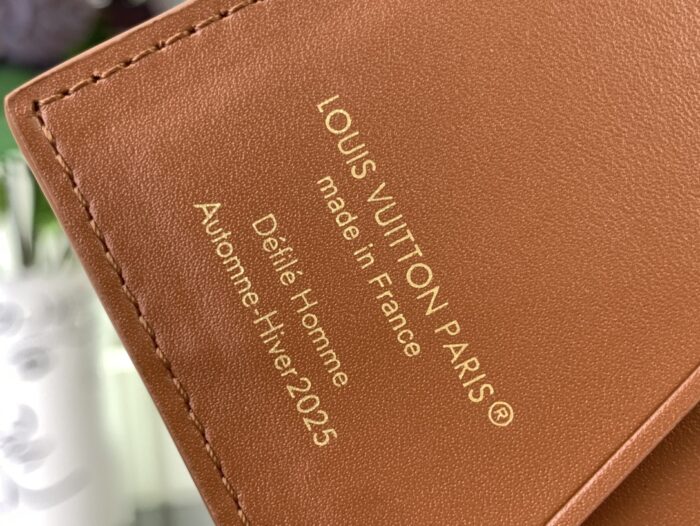 LOUIS VUITTON PARIS®
made in France
Défilé Homme
Automne-Hiver 2025